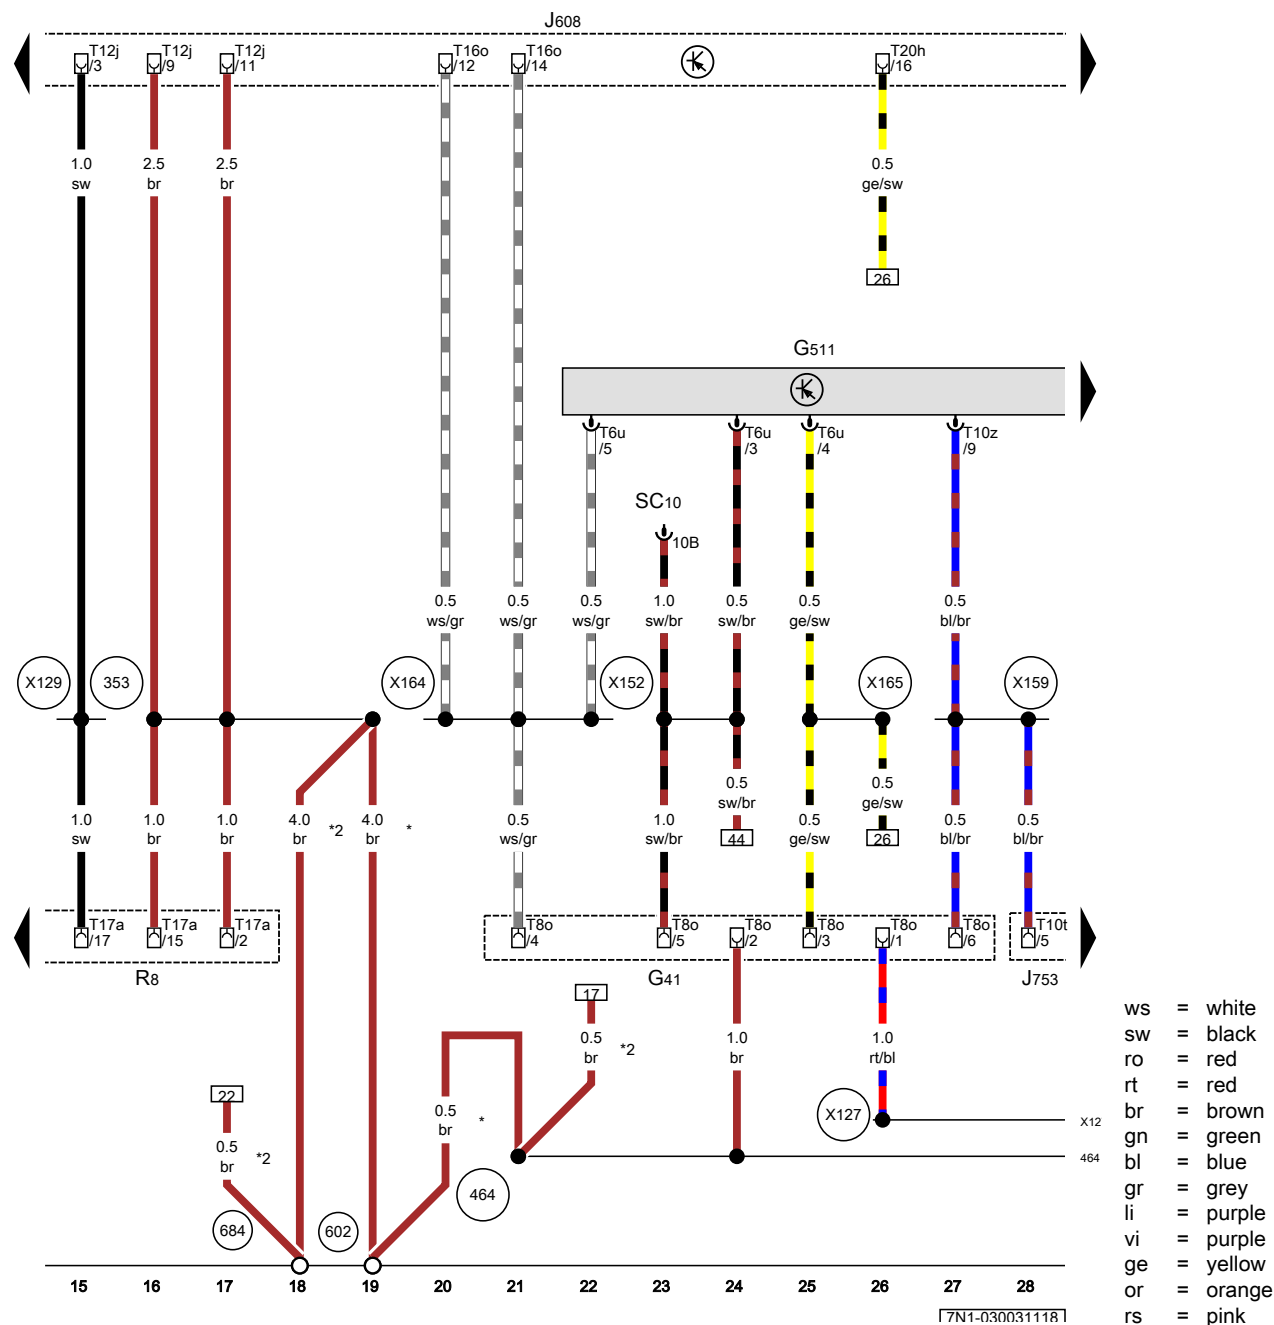 J608
T12j /3
T12j /9
T12j /11
T16o /12
T16o /14
T20h /16
1.0 sw
2.5 br
2.5 br
0.5 ge/sw
26
G511
T6u /5
T6u /3
T6u /4
T10z /9
SC10
10B
0.5 ws/gr
0.5 ws/gr
0.5 ws/gr
1.0 sw/br
0.5 sw/br
0.5 ge/sw
0.5 bl/br
X129
353
X164
X152
X165
X159
0.5 sw/br
0.5 ge/sw
1.0 sw
1.0 br
1.0 br
4.0 br
*2
4.0 br
*
0.5 ws/gr
1.0 sw/br
44
0.5 ge/sw
26
0.5 bl/br
0.5 bl/br
T17a /17
T17a /15
T17a /2
T8o /4
T8o /5
T8o /2
T8o /3
T8o /1
T8o /6
T10t /5
R8
G41
J753
17
0.5 br
*2
1.0 br
1.0 rt/bl
22
0.5 br
*2
0.5 br
*
X127
X12
464
464
684
602
15 16 17 18 19 20 21 22 23 24 25 26 27 28
7N1-030031118
ws = white
sw = black
ro = red
rt = red
br = brown
gn = green
bl = blue
gr = grey
li = purple
vi = purple
ge = yellow
or = orange
rs = pink